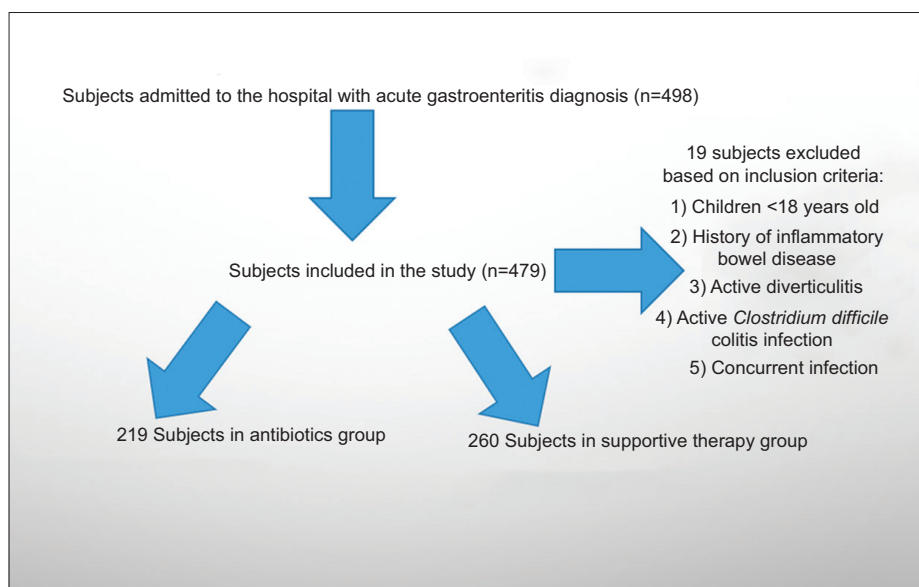 Subjects admitted to the hospital with acute gastroenteritis diagnosis (n=498)
19 subjects excluded
based on inclusion criteria:
1) Children <18 years old
2) History of inflammatory
bowel disease
3) Active diverticulitis
4) Active Clostridium difficile
colitis infection
5) Concurrent infection
Subjects included in the study (n=479)
219 Subjects in antibiotics group
260 Subjects in supportive therapy group